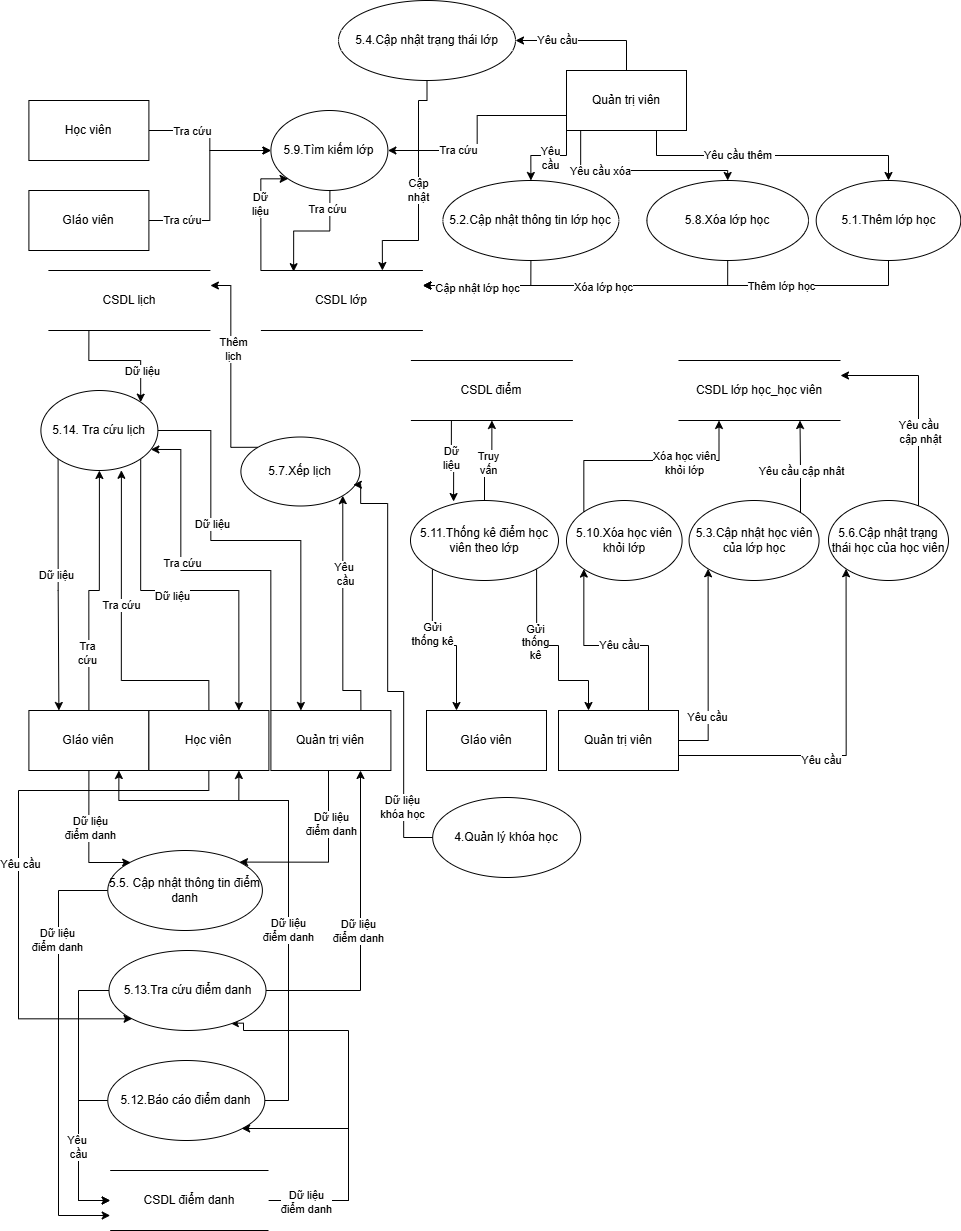 5.4.Cập nhật trạng thái lớp
Yêu cầu
Quản trị viên
Học viên
Tra cứu
5.9.Tìm kiếm lớp
Tra cứu
Yêu
cầu
Yêu cầu xóa
Yêu cầu thêm
Gláo viên
Tra cứu
Dữ
liệu
Tra cứu
Cập
nhật
5.2.Cập nhật thông tin lớp học
5.8.Xóa lớp học
5.1.Thêm lớp học
CSDL lịch
CSDL lớp
Cập nhật lớp học
Xóa lớp học
Thêm lớp học
Thêm
lịch
Dữ liệu
CSDL điểm
CSDL lớp học_học viên
5.14. Tra cứu lịch
5.7.Xếp lịch
Dữ
liệu
Truy
vấn
Xóa học viên
khỏi lớp
Yêu cầu cập nhât
Yêu cầu
cập nhật
Dữ liệu
Tra cứu
5.11.Thống kê điểm học
viên theo lớp
5.10.Xóa học viên
khỏi lớp
5.3.Cập nhật học viên
của lớp học
5.6.Cập nhật trạng
thái học của học viên
Dữ liệu
Tra cứu
Dữ liệu
Yêu
cầu
Tra
cứu
Gửi
thống kê
Gửi
thống
kê
Yêu cầu
Gláo viên
Học viên
Quản trị viên
Gláo viên
Quản trị viên
Yêu cầu
Yêu cầu
Dữ liệu
điểm danh
Dữ liệu
điểm danh
Dữ liệu
khóa học
4.Quản lý khóa học
Yêu cầu
5.5. Cập nhật thông tin điểm
danh
Dữ liệu
điểm danh
Dữ liệu
điểm danh
Dữ liệu
điểm danh
5.13.Tra cứu điểm danh
5.12.Báo cáo điểm danh
Yêu
cầu
CSDL điểm danh
Dữ liệu
điểm danh